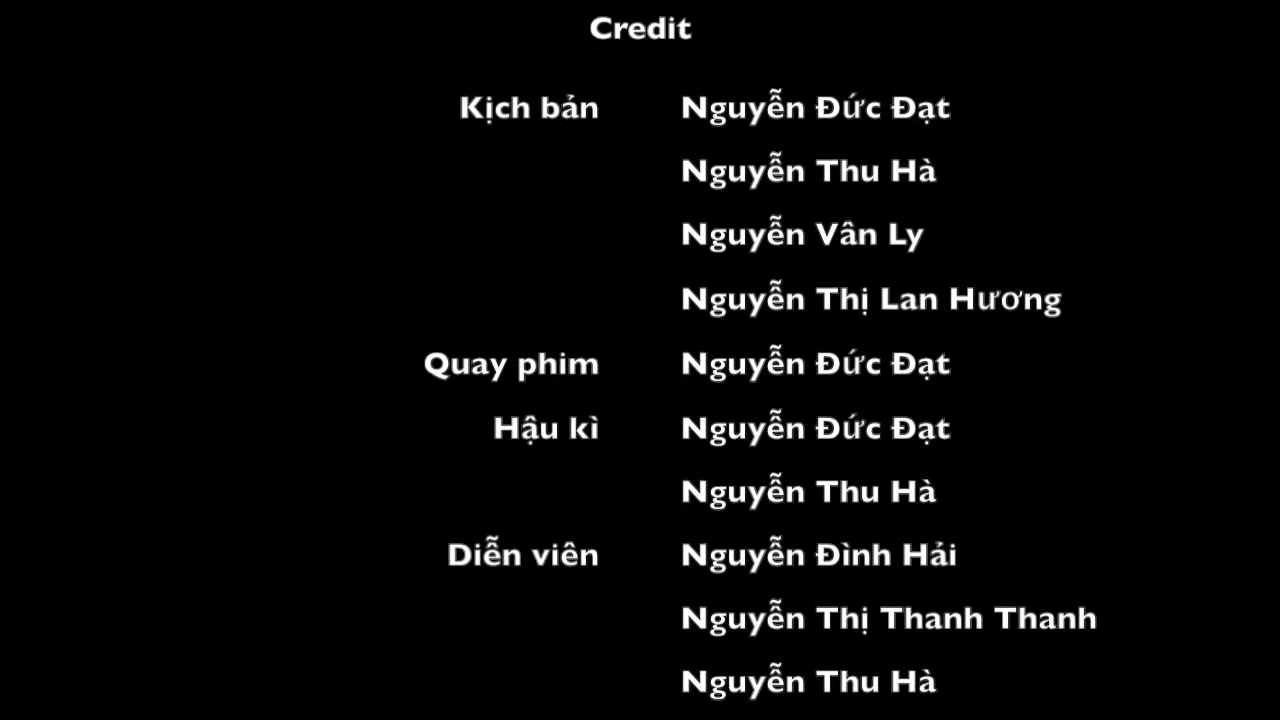 Credit
Kịch bản Nguyễn Đức Đạt
Nguyễn Thu Hà
Nguyễn Vân Ly
Nguyễn Thị Lan Hương
Quay phim Nguyễn Đức Đạt
Hậu kì Nguyễn Đức Đạt
Nguyễn Thu Hà
Diễn viên Nguyễn Đình Hải
Nguyễn Thị Thanh Thanh
Nguyễn Thu Hà